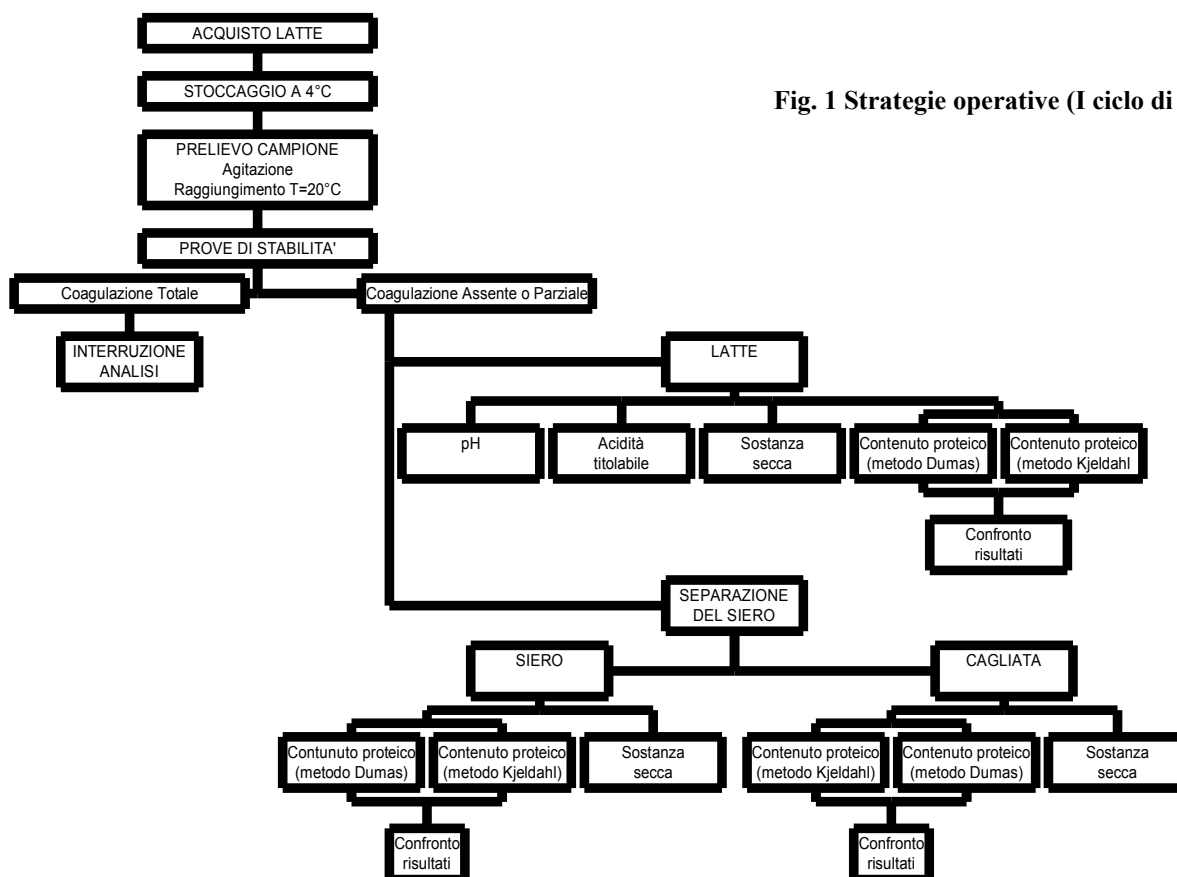 ACQUISTO LATTE
STOCCAGGIO A 4°C
Fig. 1 Strategie operative (I ciclo di
PRELIEVO CAMPIONE
Agitazione
Raggiungimento T=20°C
PROVE DI STABILITA'
Coagulazione Totale
Coagulazione Assente o Parziale
INTERRUZIONE
ANALISI
LATTE
pH
Acidità
titolabile
Sostanza
secca
Contenuto proteico
(metodo Dumas)
Contenuto proteico
(metodo Kjeldahl
Confronto
risultati
SEPARAZIONE
DEL SIERO
SIERO
CAGLIATA
Contunuto proteico
(metodo Dumas)
Contenuto proteico
(metodo Kjeldahl)
Sostanza
secca
Contenuto proteico
(metodo Kjeldahl)
Contenuto proteico
(metodo Dumas)
Sostanza
secca
Confronto
risultati
Confronto
risultati